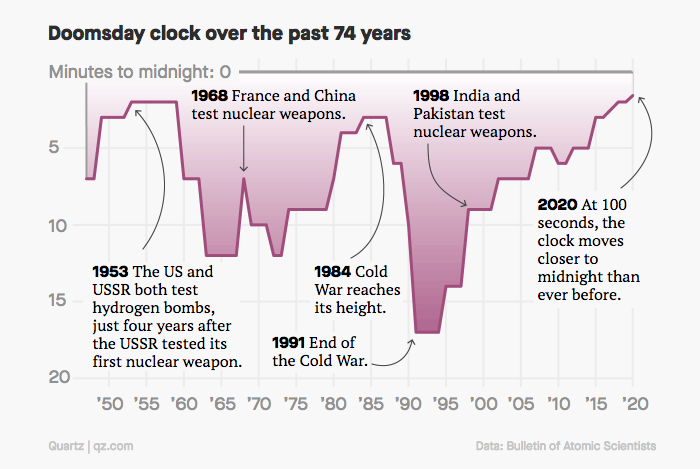 Doomsday clock over the past 74 years
Minutes to midnight: 0
1968 France and China
test nuclear weapons.
1998 India and
Pakistan test
nuclear weapons.
5
10
15
20
1953 The US and
USSR both test
hydrogen bombs,
just four years after
the USSR tested its
first nuclear weapon.
1984 Cold
War reaches
its height.
1991 End of
the Cold War.
2020 At 100
seconds, the
clock moves
closer to
midnight than
ever before.
'50 '55 '60 '65 '70 '75 '80 '85 '90 '95 '00 '05 '10 '15 '20
Quartz | qz.com
Data: Bulletin of Atomic Scientists